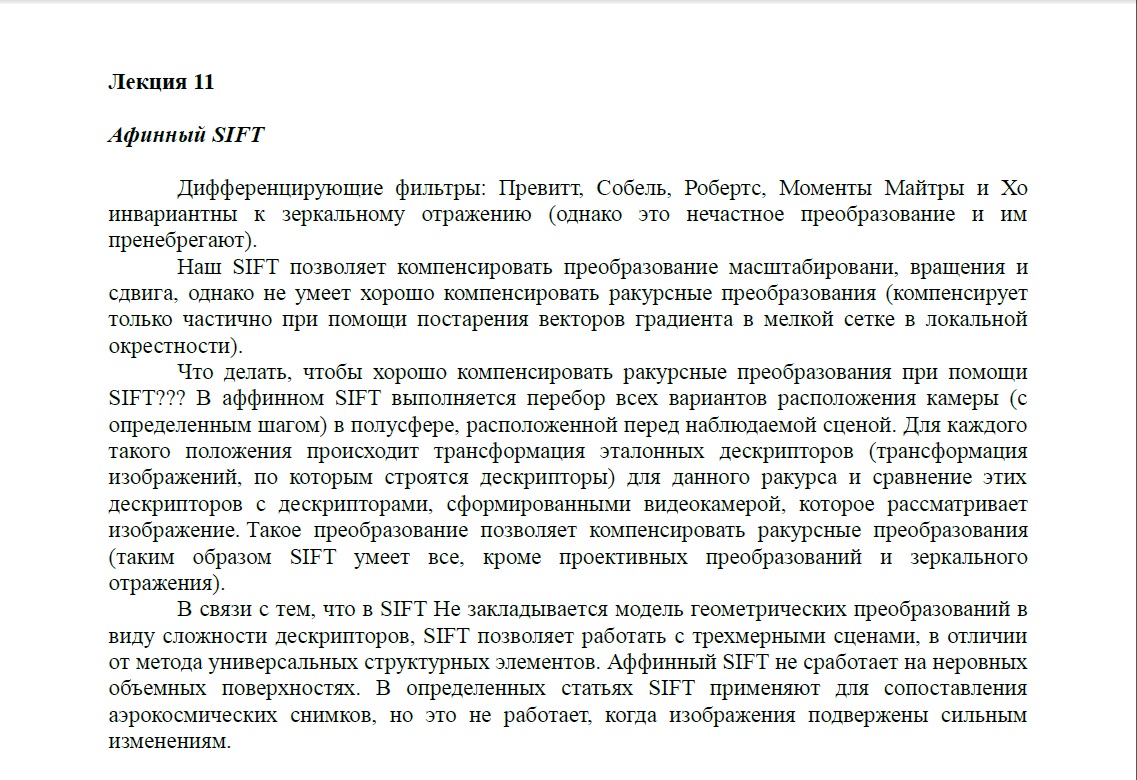 Лекция 11
Афинный SIFT
Дифференцирующие фильтры: Превитт, Собель, Робертс, Моменты Майтры и Хо
инвариантны к зеркальному отражению (однако это нечастное преобразование и им
пренебрегают).
Наш SIFT позволяет компенсировать преобразование масштабировани, вращения и
сдвига, однако не умеет хорошо компенсировать ракурсные преобразования (компенсирует
только частично при помощи постарения векторов градиента в мелкой сетке в локальной
окрестности).
Что делать, чтобы хорошо компенсировать ракурсные преобразования при помощи
SIFT??? В аффинном SIFT выполняется перебор всех вариантов расположения камеры (с
определенным шагом) в полусфере, расположенной перед наблюдаемой сценой. Для каждого
такого положения происходит трансформация эталонных дескрипторов (трансформация
изображений, по которым строятся дескрипторы) для данного ракурса и сравнение этих
дескрипторов с дескрипторами, сформированными видеокамерой, которое рассматривает
изображение. Такое преобразование позволяет компенсировать ракурсные преобразования
(таким образом SIFT умеет все, кроме проективных преобразований и зеркального
отражения).
В связи с тем, что в SIFT Не закладывается модель геометрических преобразований в
виду сложности дескрипторов, SIFT позволяет работать с трехмерными сценами, в отличии
от метода универсальных структурных элементов. Аффинный SIFT не сработает на неровных
объемных поверхностях. В определенных статьях SIFT применяют для сопоставления
аэрокосмических снимков, но это не работает, когда изображения подвержены сильным
изменениям.